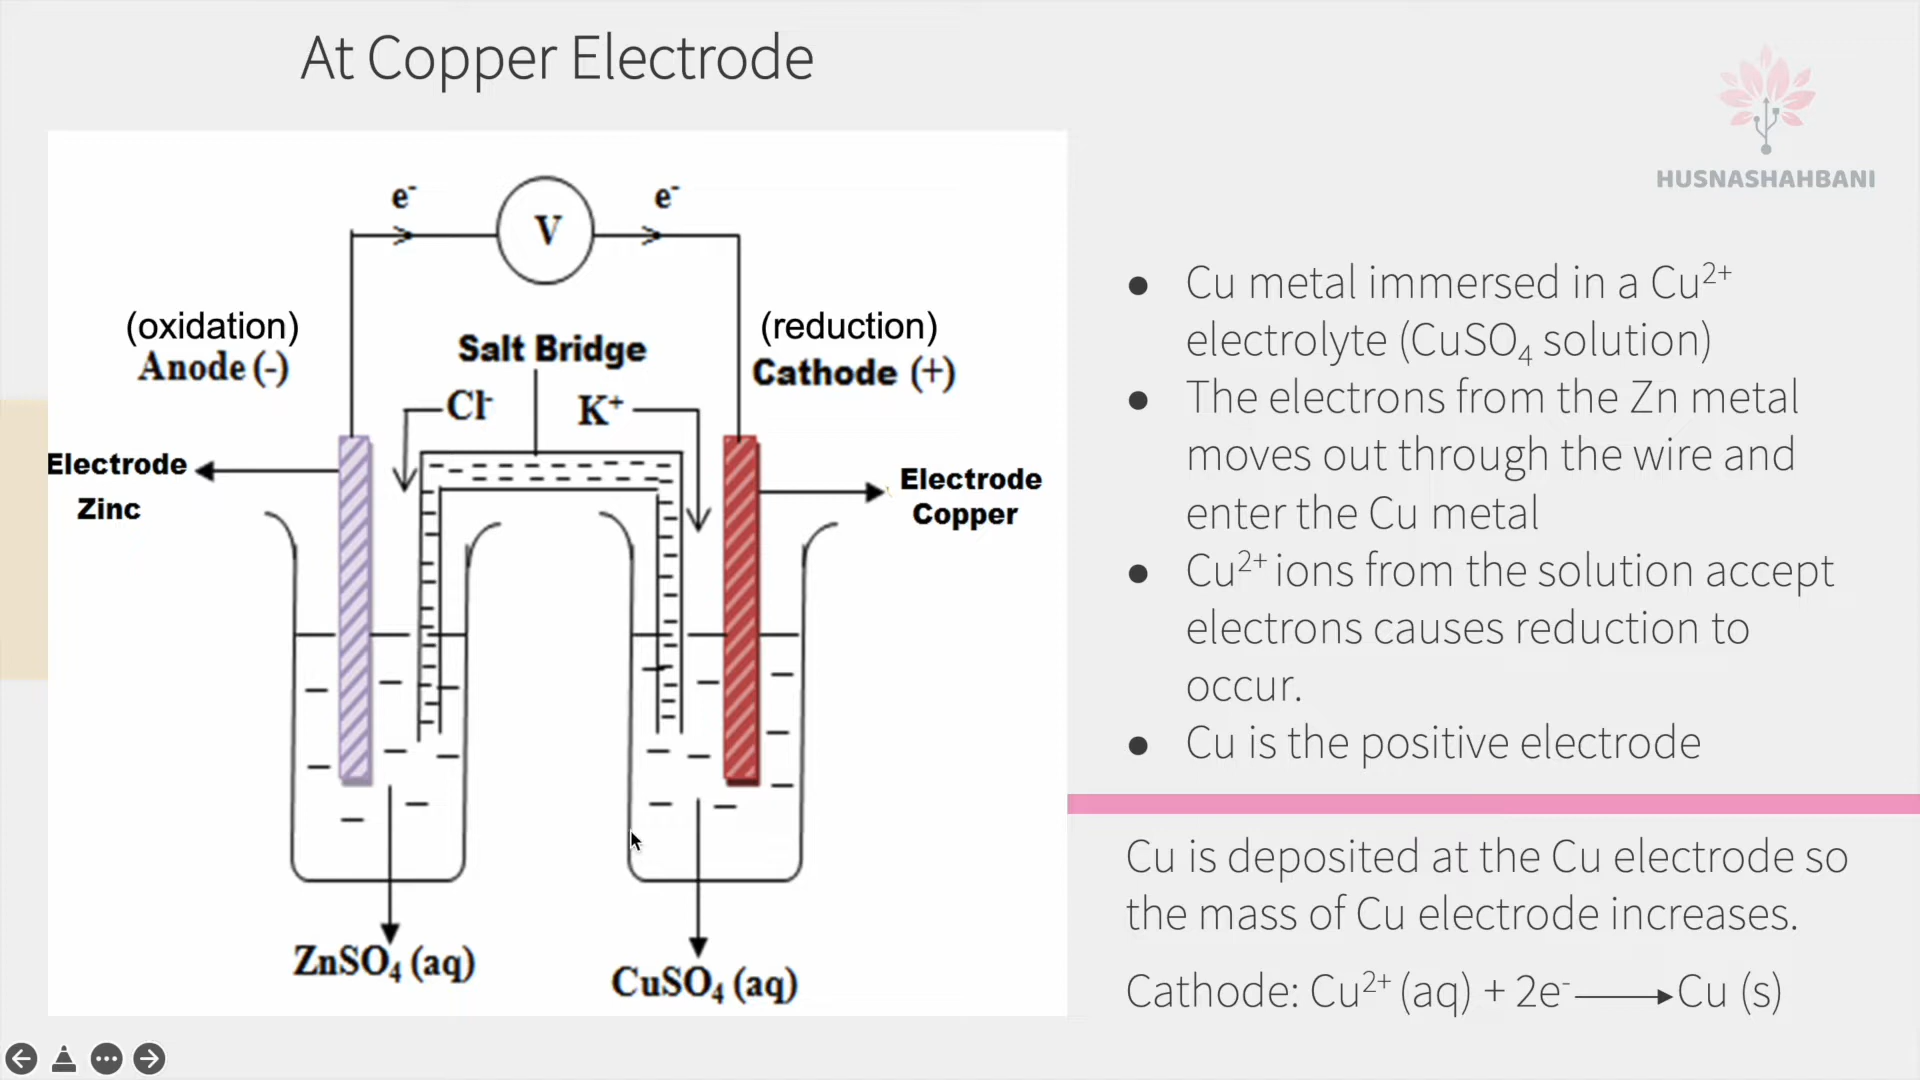 At Copper Electrode
HUSNASHAHBANI
e⁻
e⁻
V
(oxidation)
Anode (-)
Salt Bridge
(reduction)
Cathode (+)
Cl⁻
K⁺
Electrode
Zinc
Electrode
Copper
ZnSO₄ (aq)
CuSO₄ (aq)
● Cu metal immersed in a Cu²⁺
electrolyte (CuSO₄ solution)
● The electrons from the Zn metal
moves out through the wire and
enter the Cu metal
● Cu²⁺ ions from the solution accept
electrons causes reduction to
occur.
● Cu is the positive electrode
Cu is deposited at the Cu electrode so
the mass of Cu electrode increases.
Cathode: Cu²⁺ (aq) + 2e⁻ ⟶ Cu (s)